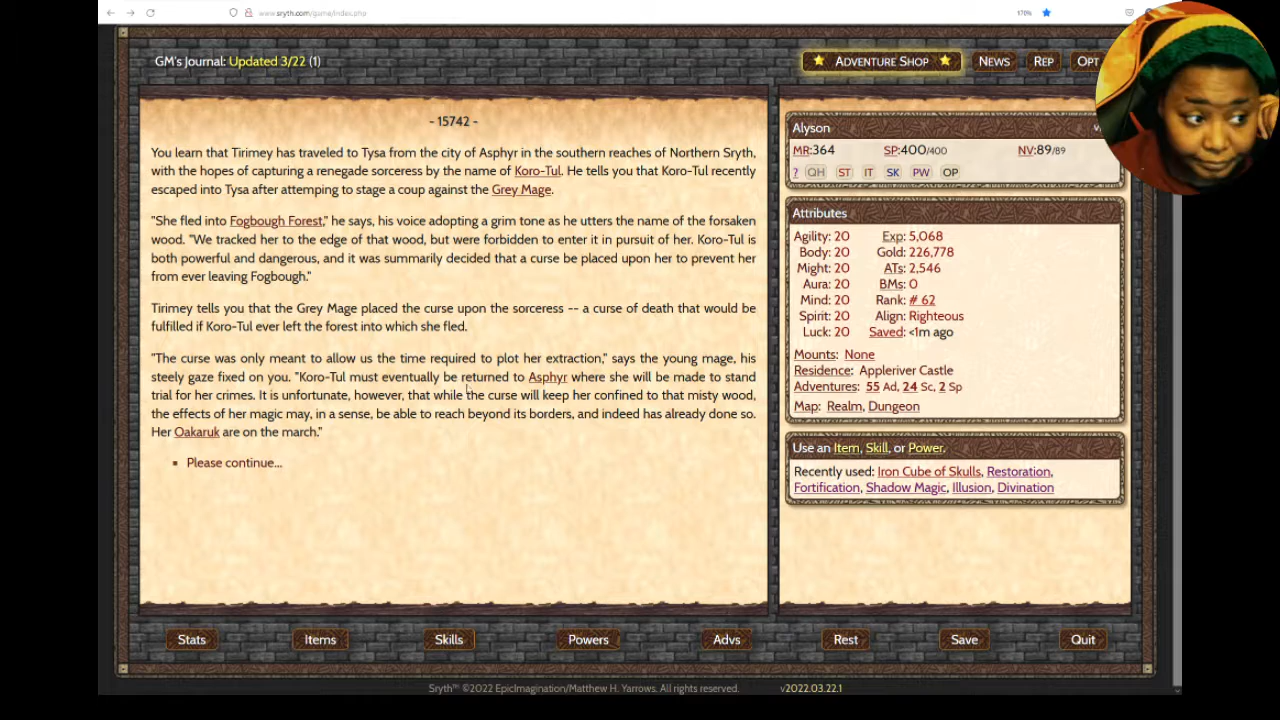 www.sryth.com/game/index.php
170%
GM's Journal: Updated 3/22 (1)
ADVENTURE SHOP
NEWS
REP
OPT
- 15742 -
You learn that Tirimey has traveled to Tysa from the city of Asphyr in the southern reaches of Northern Sryth,
with the hopes of capturing a renegade sorceress by the name of Koro-Tul. He tells you that Koro-Tul recently
escaped into Tysa after attemping to stage a coup against the Grey Mage.
"She fled into Fogbough Forest," he says, his voice adopting a grim tone as he utters the name of the forsaken
wood. "We tracked her to the edge of that wood, but were forbidden to enter it in pursuit of her. Koro-Tul is
both powerful and dangerous, and it was summarily decided that a curse be placed upon her to prevent her
from ever leaving Fogbough."
Tirimey tells you that the Grey Mage placed the curse upon the sorceress -- a curse of death that would be
fulfilled if Koro-Tul ever left the forest into which she fled.
"The curse was only meant to allow us the time required to plot her extraction," says the young mage, his
steely gaze fixed on you. "Koro-Tul must eventually be returned to Asphyr where she will be made to stand
trial for her crimes. It is unfortunate, however, that while the curse will keep her confined to that misty wood,
the effects of her magic may, in a sense, be able to reach beyond its borders, and indeed has already done so.
Her Oakaruk are on the march."
Please continue...
Alyson
MR:364 SP:400/400 NV:89/89
? QH ST IT SK PW OP
Attributes
Agility: 20 Exp: 5,068
Body: 20 Gold: 226,778
Might: 20 ATs: 2,546
Aura: 20 BMs: 0
Mind: 20 Rank: # 62
Spirit: 20 Align: Righteous
Luck: 20 Saved: <1m ago
Mounts: None
Residence: Appleriver Castle
Adventures: 55 Ad, 24 Sc, 2 Sp
Map: Realm, Dungeon
Use an Item, Skill, or Power.
Recently used: Iron Cube of Skulls, Restoration,
Fortification, Shadow Magic, Illusion, Divination
Stats Items Skills Powers Advs Rest Save Quit
Sryth™ ©2022 EpicImagination/Matthew H. Yarrows. All rights reserved. v2022.03.22.1